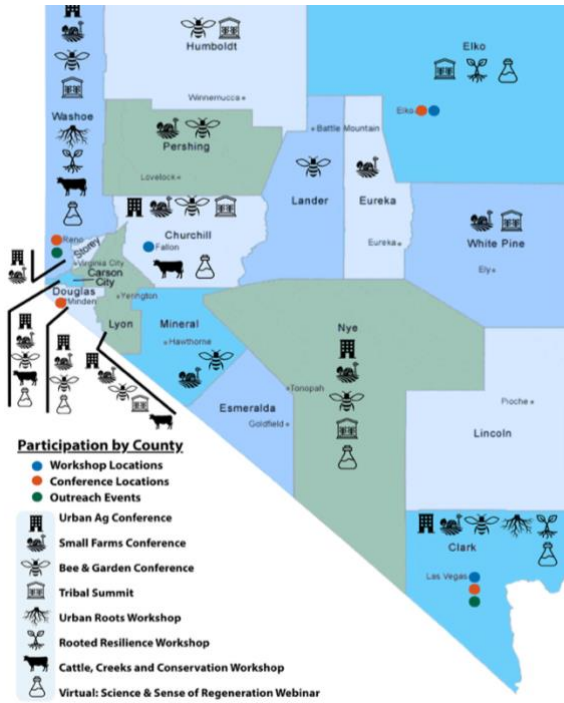 Humboldt
Elko
Winnemucca
Washoe
Elko
Pershing
Battle Mountain
Lovelock
Lander
Eureka
Churchill
Reno
Storey
Fallon
White Pine
Virginia City
Eureka
Carson
City
Ely
Douglas
Minden
Yerington
Lyon
Mineral
Nye
Hawthorne
Tonopah
Esmeralda
Goldfield
Pioche
Lincoln
Participation by County
Workshop Locations
Conference Locations
Outreach Events
Urban Ag Conference
Small Farms Conference
Clark
Bee & Garden Conference
Las Vegas
Tribal Summit
Urban Roots Workshop
Rooted Resilience Workshop
Cattle, Creeks and Conservation Workshop
Virtual: Science & Sense of Regeneration Webinar